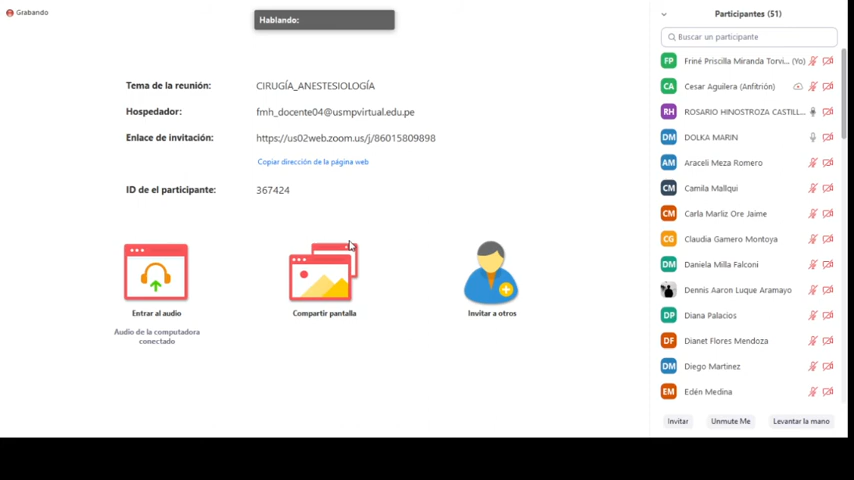 Grabando
Hablando:
Tema de la reunión: CIRUGÍA_ANESTESIOLOGÍA
Hospedador: fmh_docente04@usmpvirtual.edu.pe
Enlace de invitación: https://us02web.zoom.us/j/86015809898
Copiar dirección de la página web
ID de el participante: 367424
Entrar al audio
Audio de la computadora
conectado
Compartir pantalla
Invitar a otros
Participantes (51)
Buscar un participante
FP Friné Priscilla Miranda Torvi... (Yo)
CA Cesar Aguilera (Anfitrión)
RH ROSARIO HINOSTROZA CASTILL...
DM DOLKA MARIN
AM Araceli Meza Romero
CM Camila Mallqui
CM Carla Marliz Ore Jaime
CG Claudia Gamero Montoya
DM Daniela Milla Falconi
Dennis Aaron Luque Aramayo
DP Diana Palacios
DF Dianet Flores Mendoza
DM Diego Martinez
EM Edén Medina
Invitar Unmute Me Levantar la mano